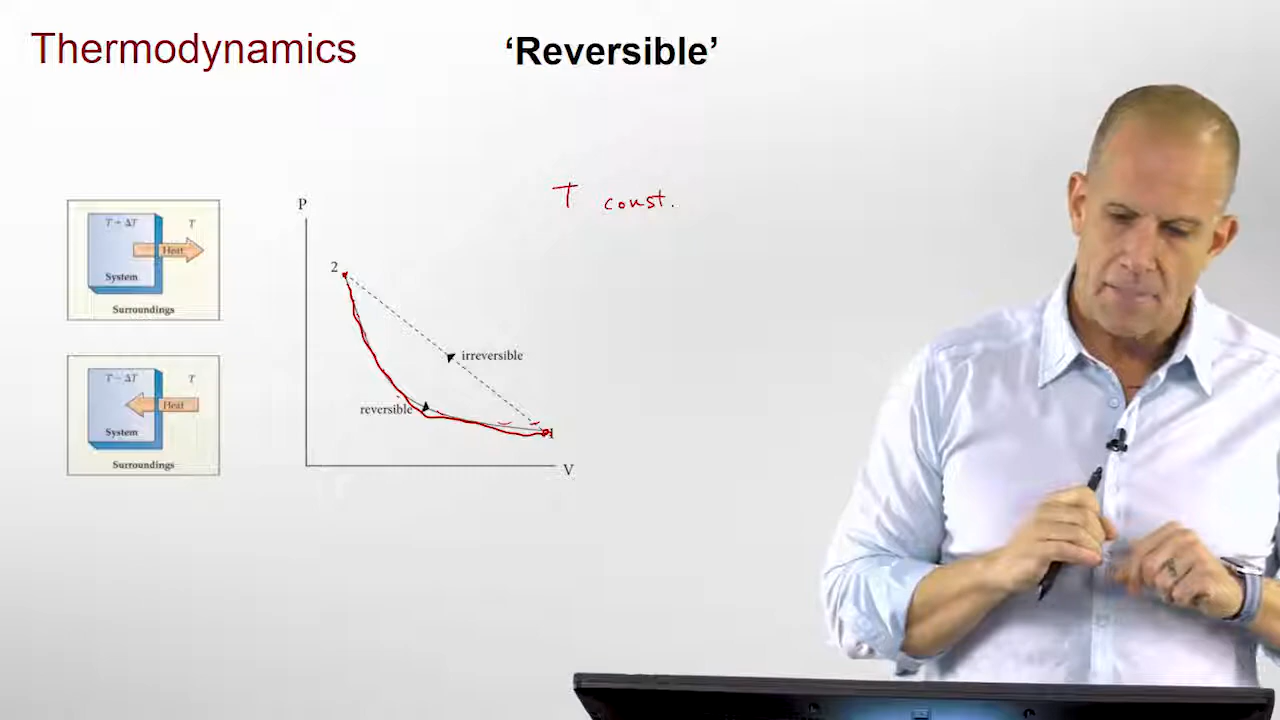 Thermodynamics
‘Reversible’
T const.
T + ΔT
T
Heat
System
Surroundings
T − ΔT
T
Heat
System
Surroundings
P
2
irreversible
reversible
1
V